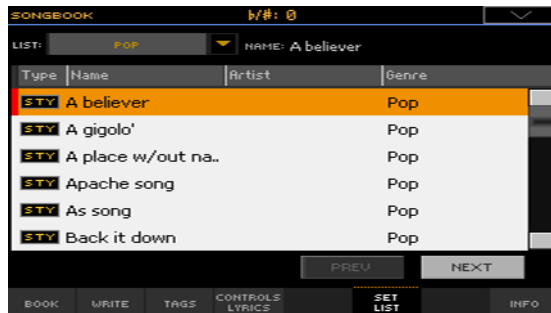 SONGBOOK b/#: 0
LIST: POP NAME: A believer
Type Name Artist Genre
STY A believer Pop
STY A gigolo' Pop
STY A place w/out na.. Pop
STY Apache song Pop
STY As song Pop
STY Back it down Pop
PREV NEXT
BOOK WRITE TAGS CONTROLS LYRICS SET LIST INFO